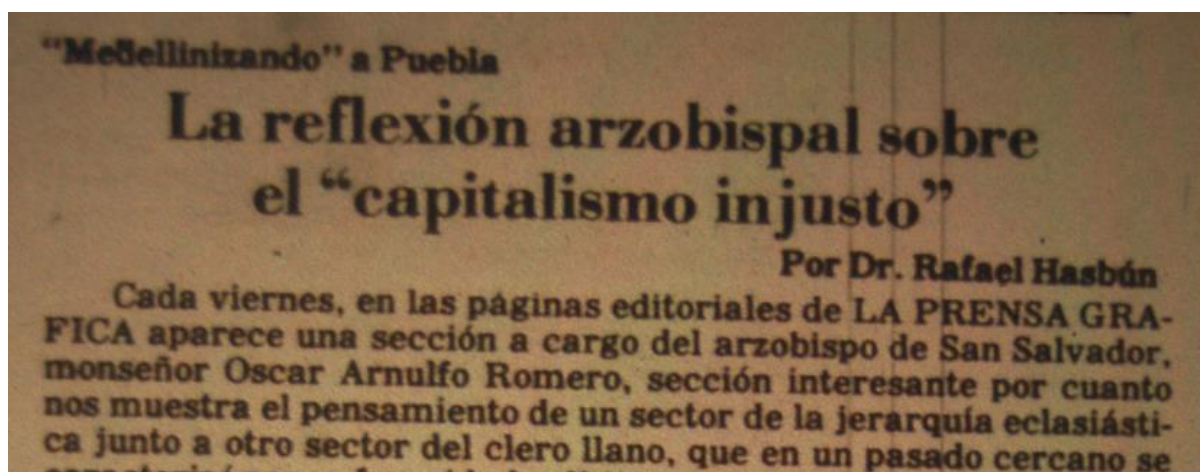 "Medellinizando" a Puebla
La reflexión arzobispal sobre
el "capitalismo injusto"
Por Dr. Rafael Hasbún
Cada viernes, en las páginas editoriales de LA PRENSA GRA-
FICA aparece una sección a cargo del arzobispo de San Salvador,
monseñor Oscar Arnulfo Romero, sección interesante por cuanto
nos muestra el pensamiento de un sector de la jerarquía eclasiásti-
ca junto a otro sector del clero llano, que en un pasado cercano se